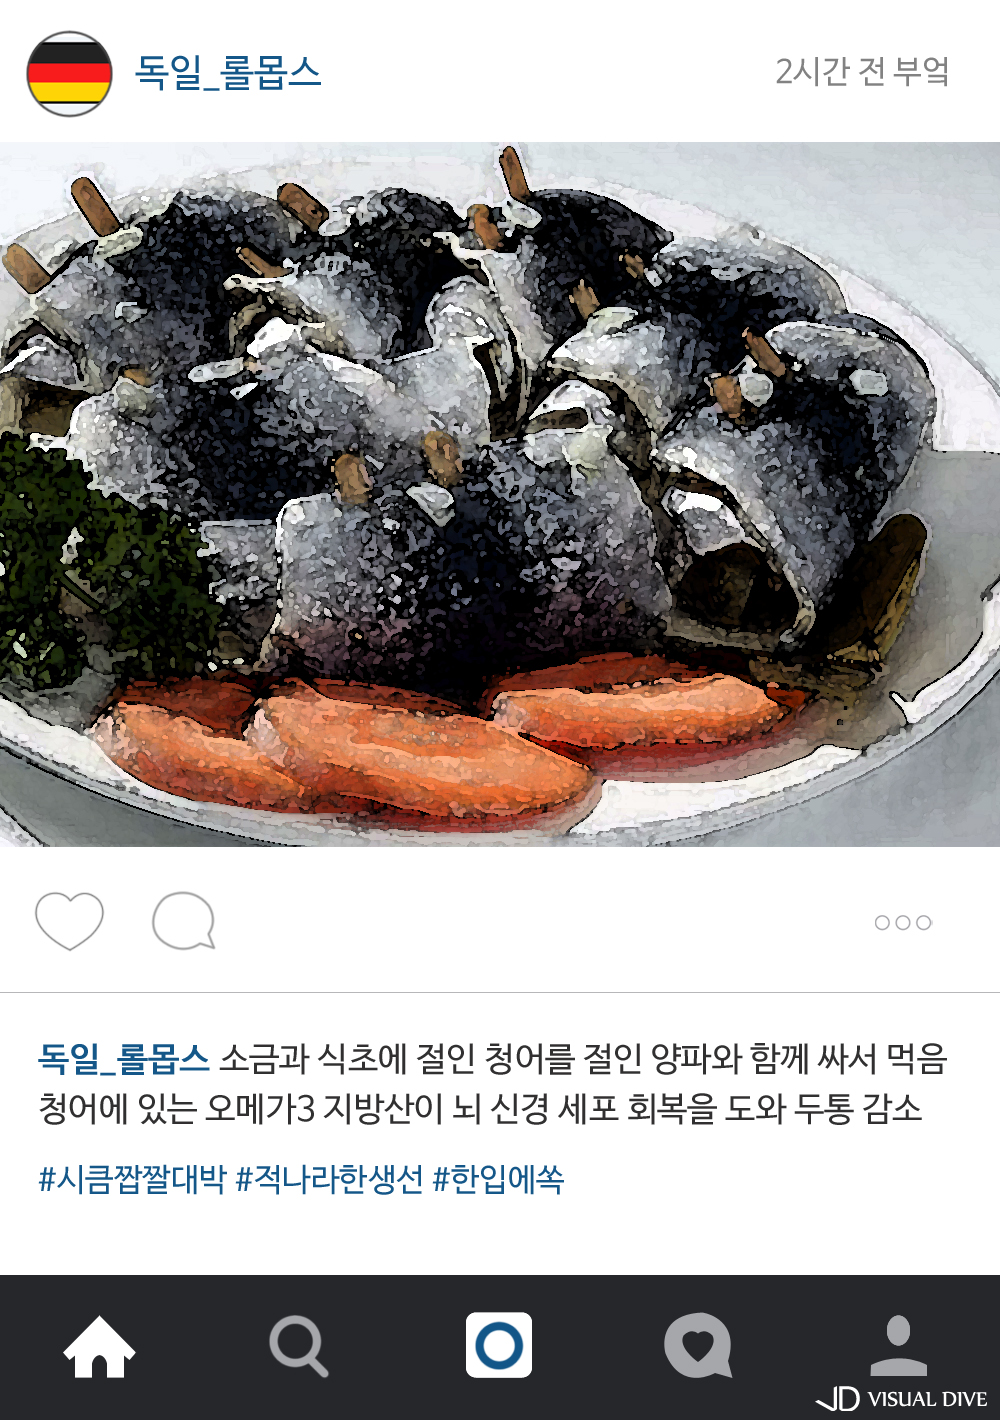 독일_롤몹스
2시간 전 부엌
독일_롤몹스 소금과 식초에 절인 청어를 절인 양파와 함께 싸서 먹음
청어에 있는 오메가3 지방산이 뇌 신경 세포 회복을 도와 두통 감소
#시큼짭짤대박 #적나라한생선 #한입에쏙
VISUAL DIVE